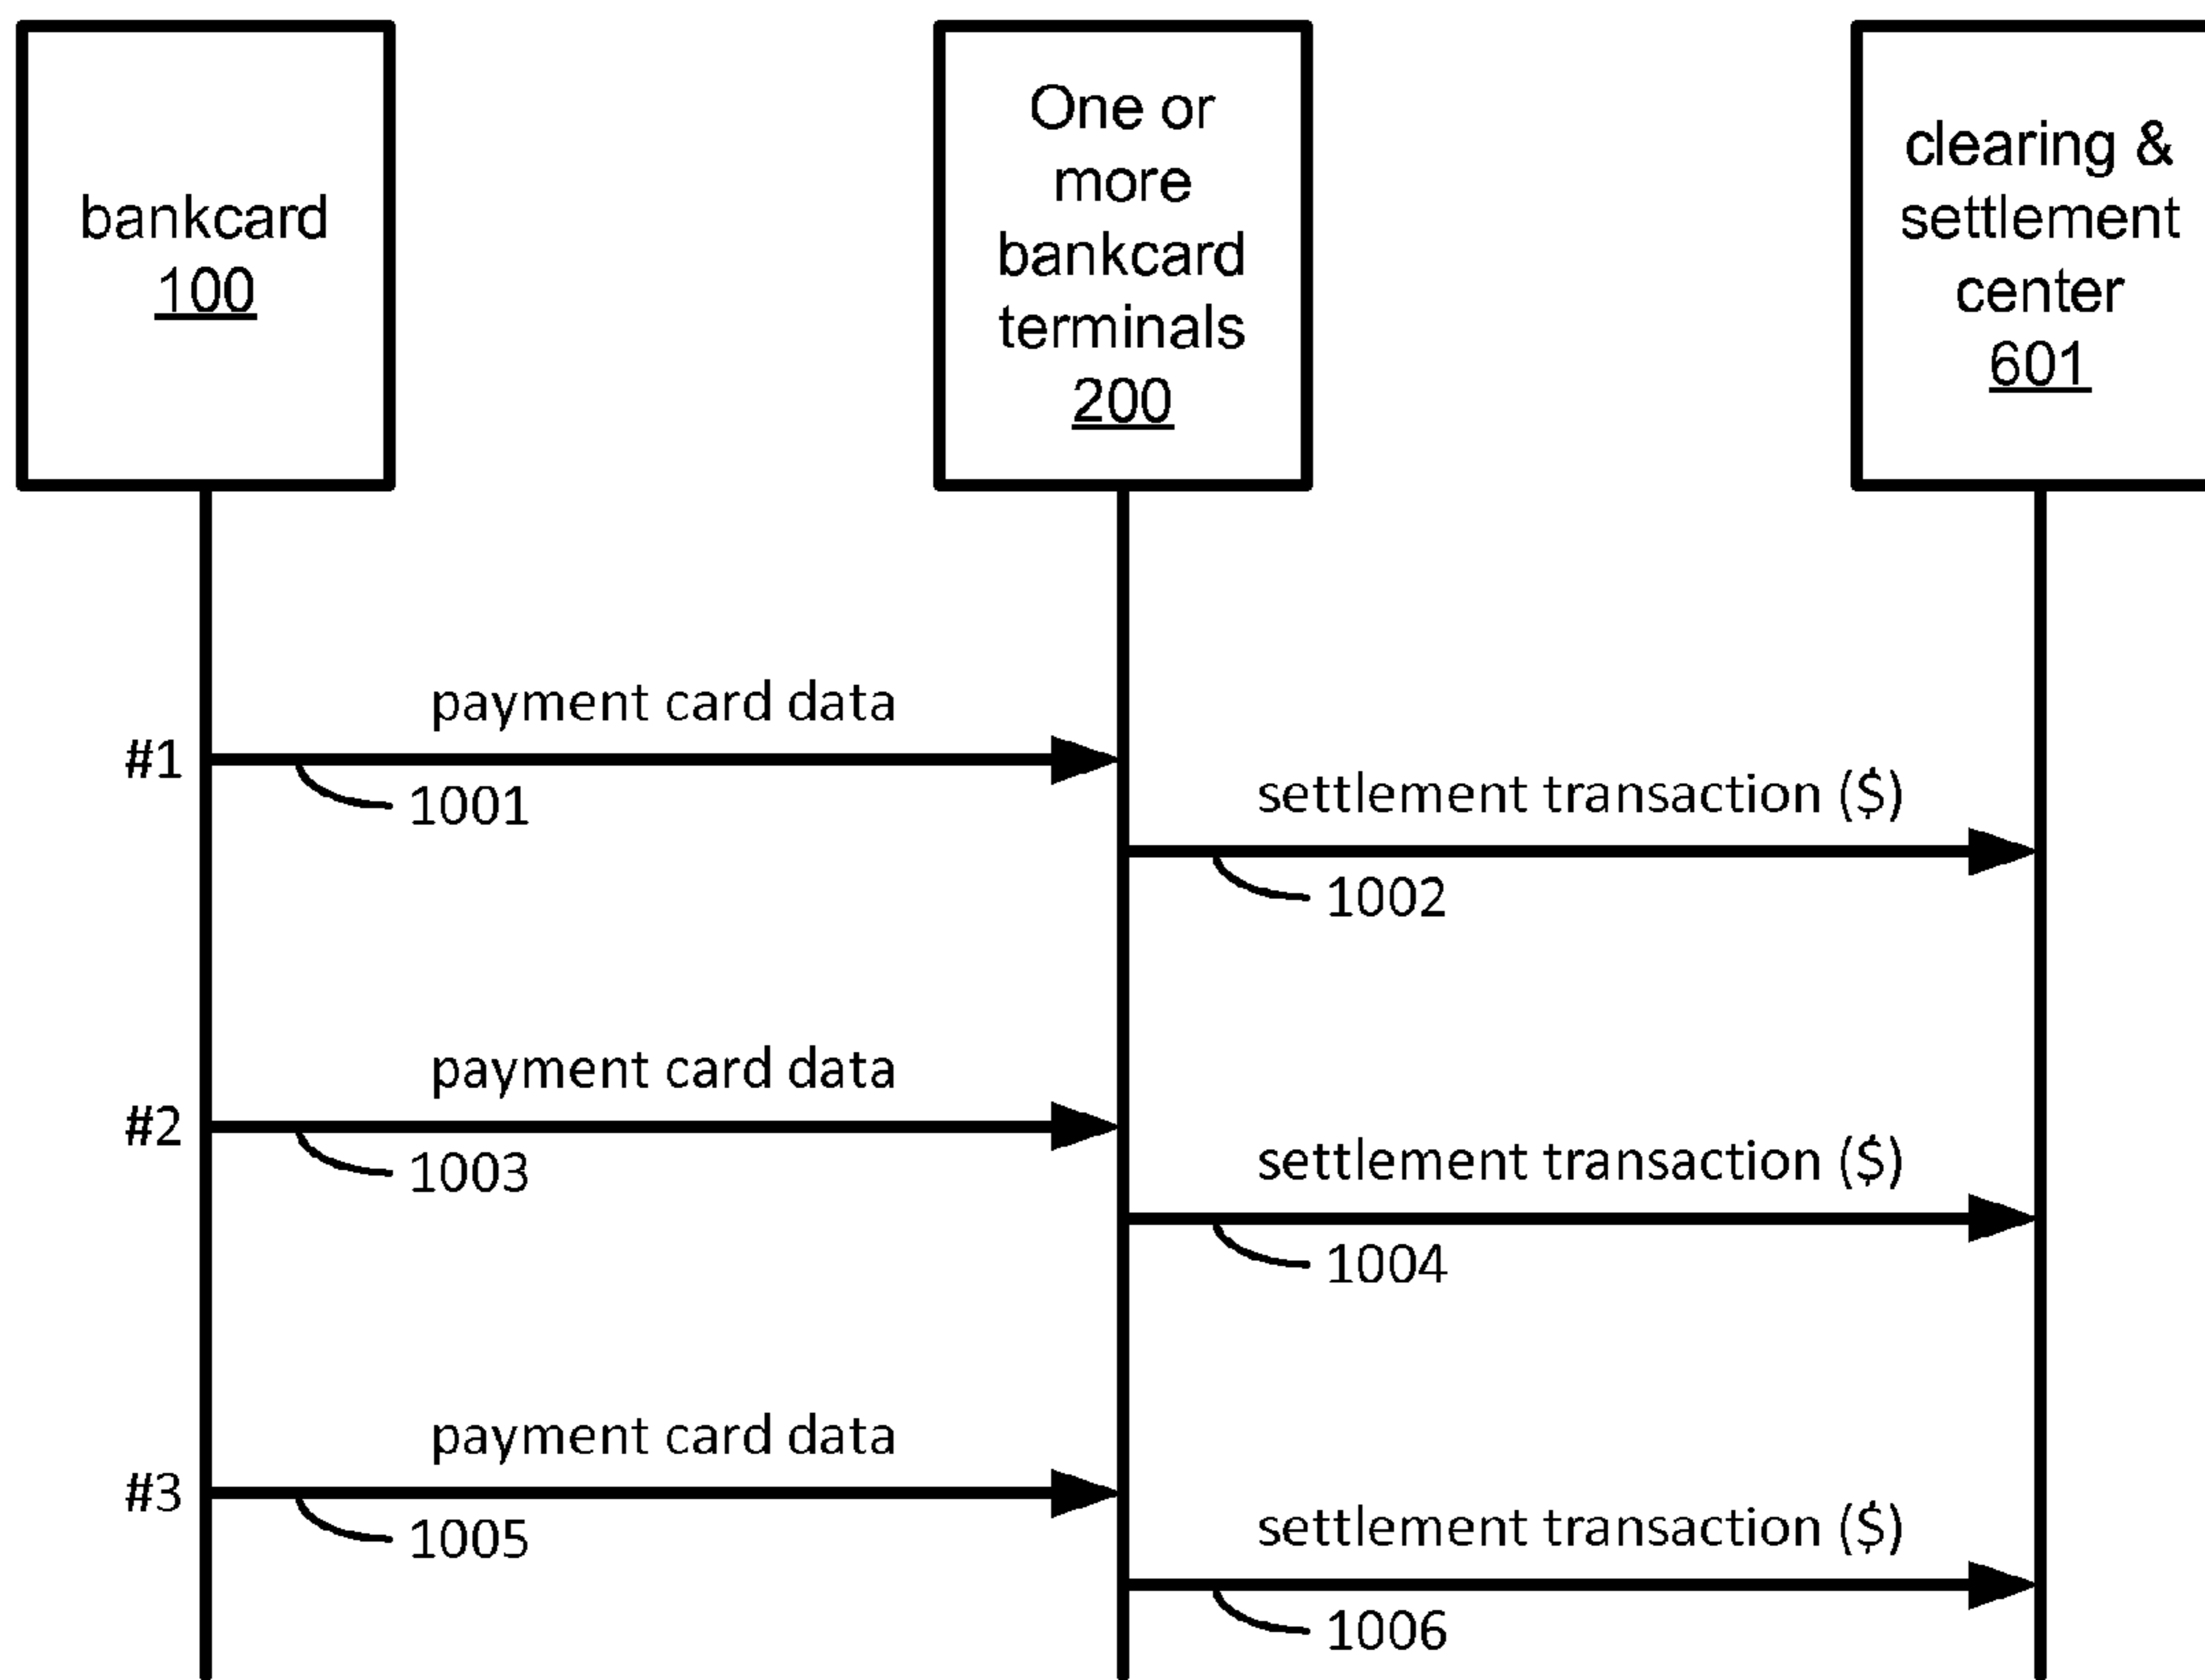 bankcard
100
One or
more
bankcard
terminals
200
clearing &
settlement
center
601
payment card data
#1
1001
settlement transaction ($)
1002
payment card data
#2
1003
settlement transaction ($)
1004
payment card data
#3
1005
settlement transaction ($)
1006